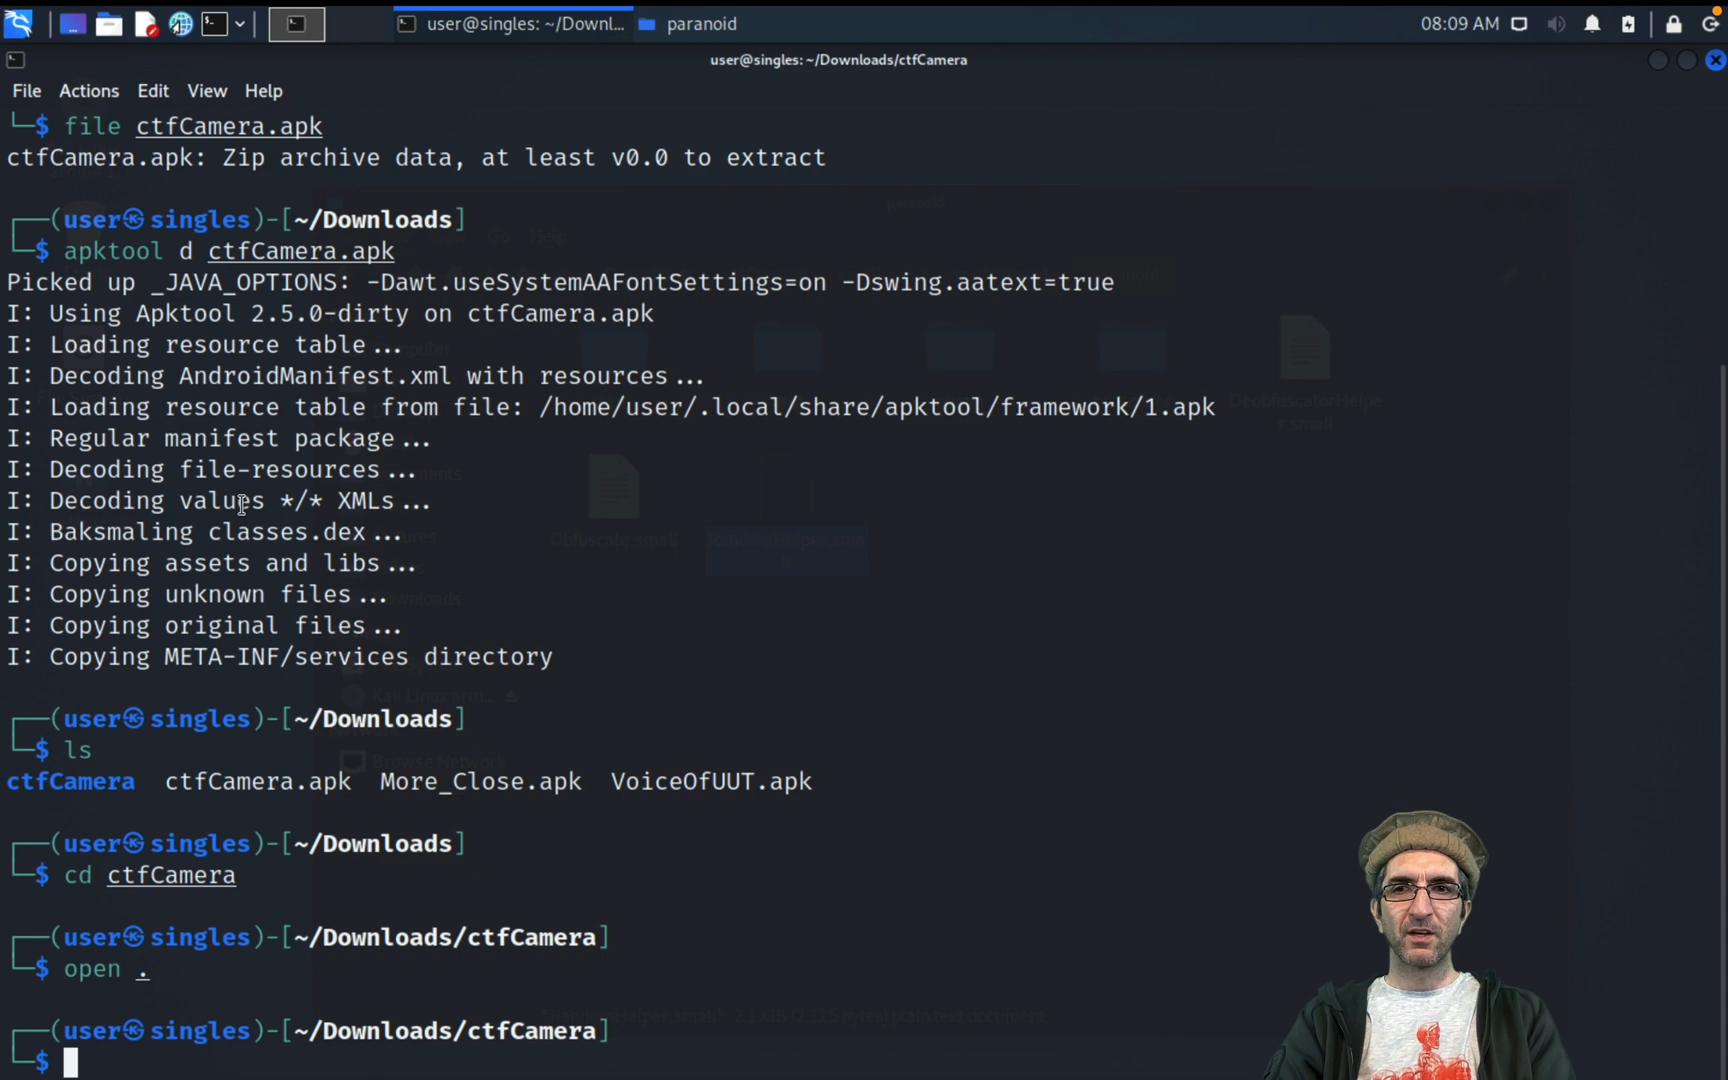 user@singles: ~/Downl... paranoid 08:09 AM
user@singles:~/Downloads/ctfCamera
File Actions Edit View Help
└─$ file ctfCamera.apk
ctfCamera.apk: Zip archive data, at least v0.0 to extract
┌──(user㉿singles)-[~/Downloads]
└─$ apktool d ctfCamera.apk
Picked up _JAVA_OPTIONS: -Dawt.useSystemAAFontSettings=on -Dswing.aatext=true
I: Using Apktool 2.5.0-dirty on ctfCamera.apk
I: Loading resource table...
I: Decoding AndroidManifest.xml with resources...
I: Loading resource table from file: /home/user/.local/share/apktool/framework/1.apk
I: Regular manifest package...
I: Decoding file-resources...
I: Decoding values */* XMLs...
I: Baksmaling classes.dex...
I: Copying assets and libs...
I: Copying unknown files...
I: Copying original files...
I: Copying META-INF/services directory
┌──(user㉿singles)-[~/Downloads]
└─$ ls
ctfCamera ctfCamera.apk More_Close.apk VoiceOfUUT.apk
┌──(user㉿singles)-[~/Downloads]
└─$ cd ctfCamera
┌──(user㉿singles)-[~/Downloads/ctfCamera]
└─$ open .
┌──(user㉿singles)-[~/Downloads/ctfCamera]
└─$